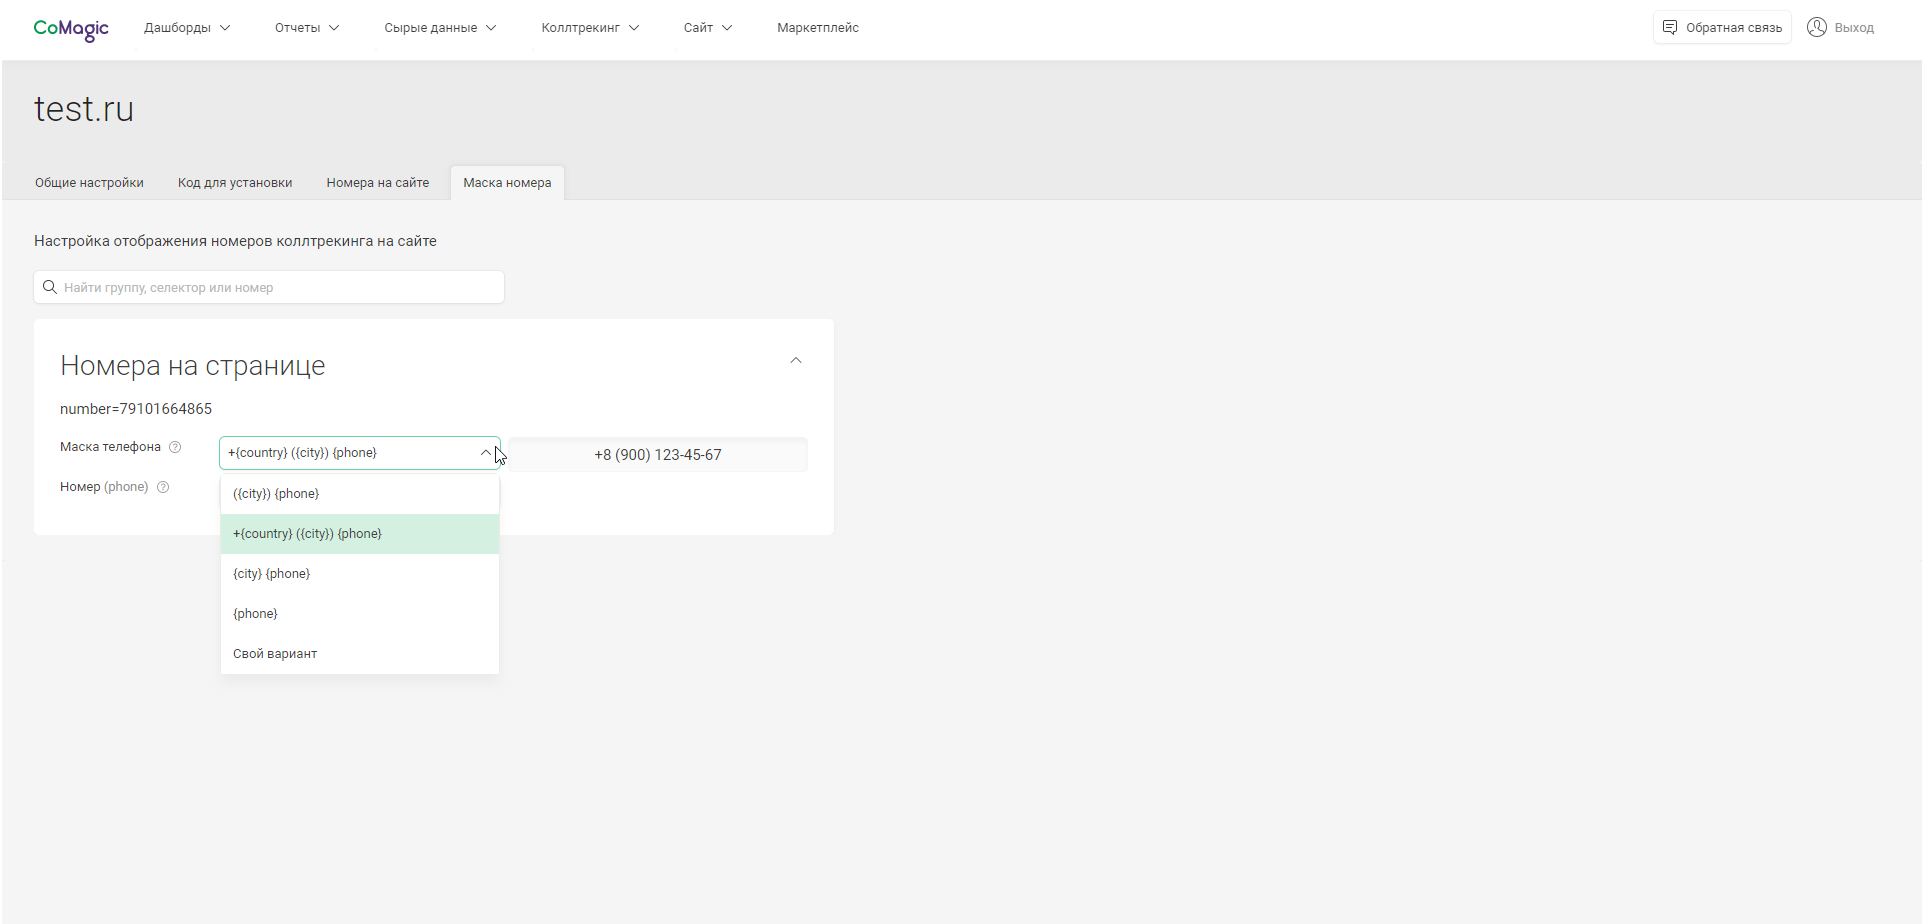 CoMagic Дашборды Отчеты Сырые данные Коллтрекинг Сайт Маркетплейс Обратная связь Выход
test.ru
Общие настройки Код для установки Номера на сайте Маска номера
Настройка отображения номеров коллтрекинга на сайте
Найти группу, селектор или номер
Номера на странице
number=79101664865
Маска телефона ? +{country} ({city}) {phone} +8 (900) 123-45-67
Номер (phone) ?
({city}) {phone}
+{country} ({city}) {phone}
{city} {phone}
{phone}
Свой вариант